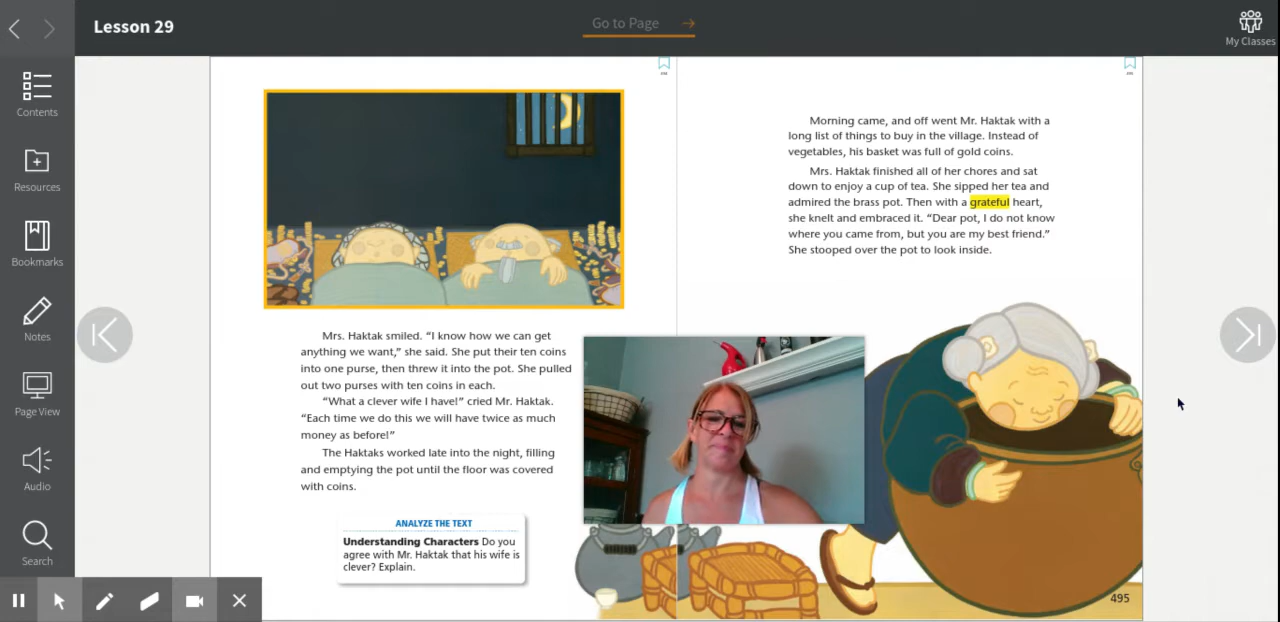 Lesson 29
Go to Page
My Classes
Contents
Resources
Bookmarks
Notes
Page View
Audio
Search
Mrs. Haktak smiled. “I know how we can get
anything we want,” she said. She put their ten coins
into one purse, then threw it into the pot. She pulled
out two purses with ten coins in each.
“What a clever wife I have!” cried Mr. Haktak.
“Each time we do this we will have twice as much
money as before!”
The Haktaks worked late into the night, filling
and emptying the pot until the floor was covered
with coins.
ANALYZE THE TEXT
Understanding Characters Do you
agree with Mr. Haktak that his wife is
clever? Explain.
Morning came, and off went Mr. Haktak with a
long list of things to buy in the village. Instead of
vegetables, his basket was full of gold coins.
Mrs. Haktak finished all of her chores and sat
down to enjoy a cup of tea. She sipped her tea and
admired the brass pot. Then with a grateful heart,
she knelt and embraced it. “Dear pot, I do not know
where you came from, but you are my best friend.”
She stooped over the pot to look inside.
495